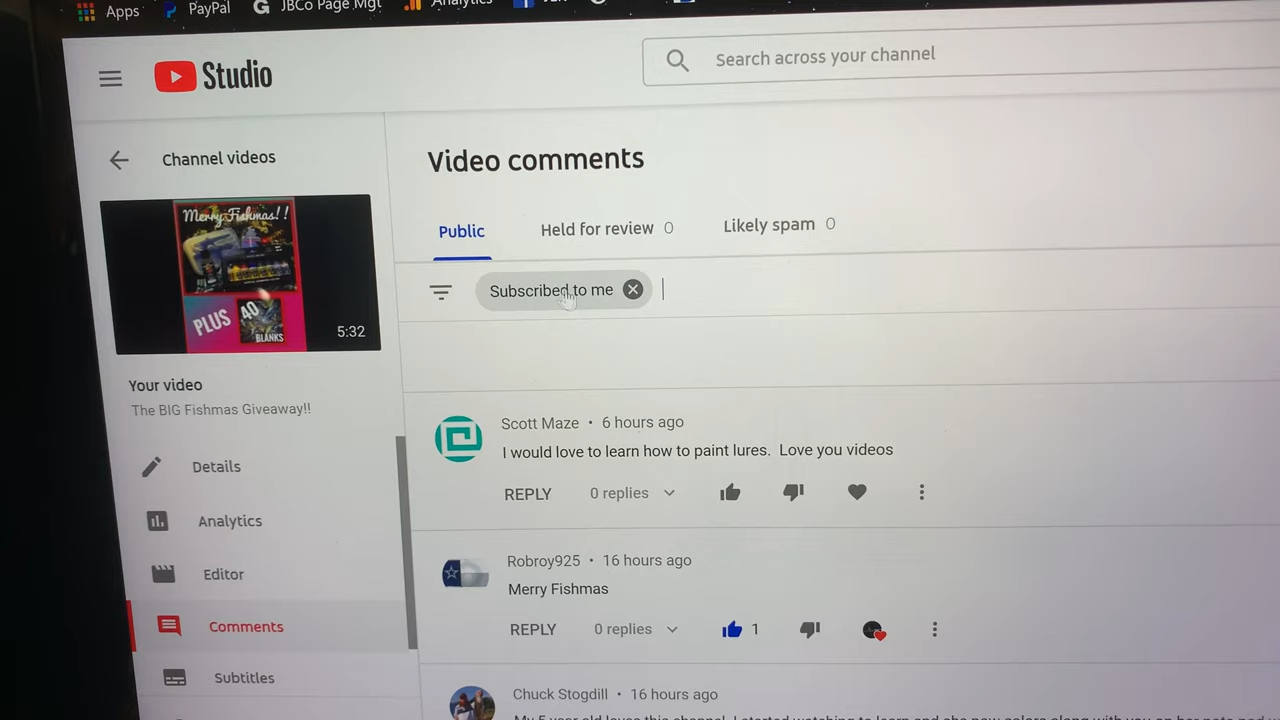 Apps
PayPal
JBCo Page Mgt
Analytics
Studio
Search across your channel
Channel videos
Merry Fishmas!!
PLUS 40
BLANKS
5:32
Your video
The BIG Fishmas Giveaway!!
Details
Analytics
Editor
Comments
Subtitles
Video comments
Public
Held for review 0
Likely spam 0
Subscribed to me
Scott Maze • 6 hours ago
I would love to learn how to paint lures. Love you videos
REPLY 0 replies
Robroy925 • 16 hours ago
Merry Fishmas
REPLY 0 replies 1
Chuck Stogdill • 16 hours ago